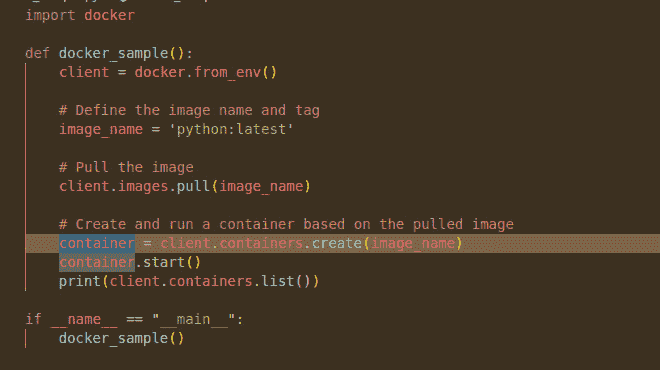 import docker
def docker_sample():
client = docker.from_env()
# Define the image name and tag
image_name = 'python:latest'
# Pull the image
client.images.pull(image_name)
# Create and run a container based on the pulled image
container = client.containers.create(image_name)
container.start()
print(client.containers.list())
if __name__ == "__main__":
docker_sample()